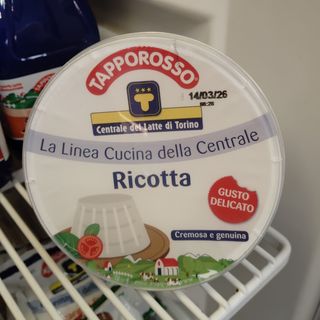 TAPPOROSSO
14/03/26
Centrale del Latte di Torino
La Linea Cucina della Centrale
Ricotta
GUSTO
DELICATO
Cremosa e genuina